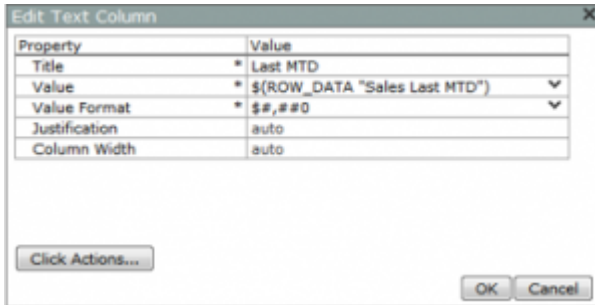 Edit Text Column
Property Value
Title * Last MTD
Value * $(ROW_DATA "Sales Last MTD")
Value Format * $#,##0
Justification auto
Column Width auto
Click Actions...
OK Cancel